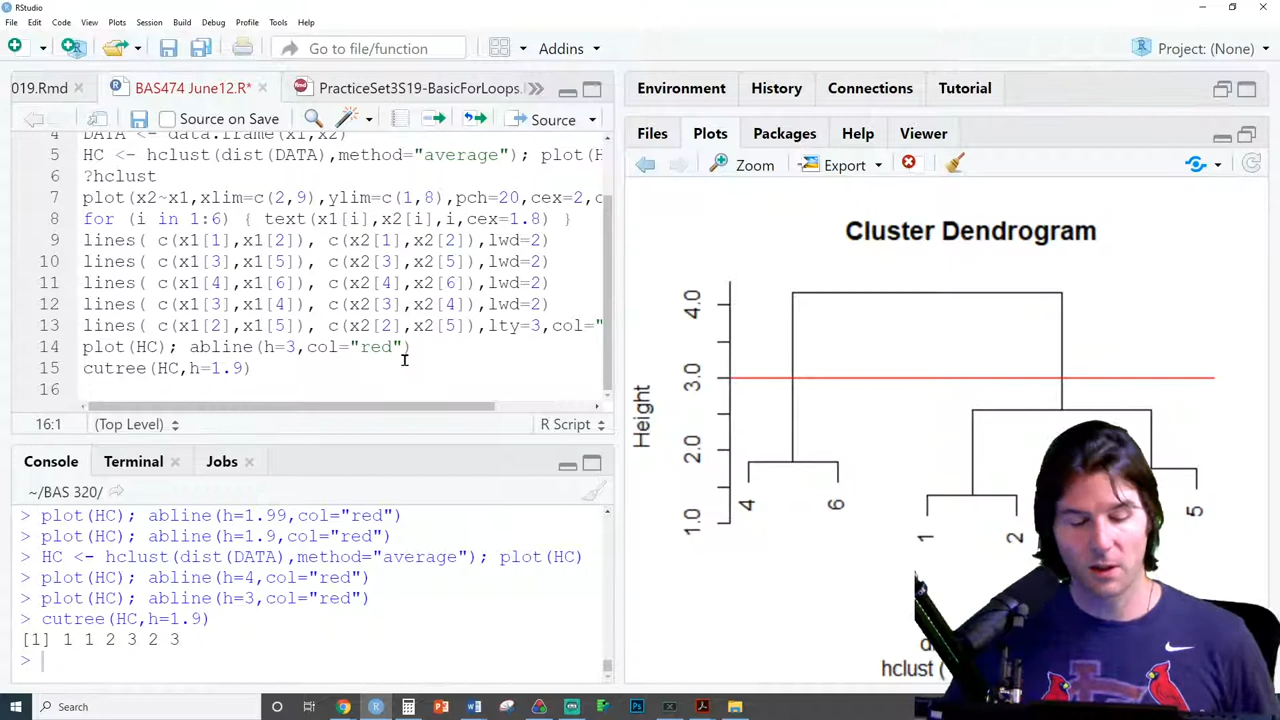 RStudio
File Edit Code View Plots Session Build Debug Profile Tools Help
Go to file/function Addins Project: (None)
019.Rmd BAS474 June12.R* PracticeSet3S19-BasicForLoops.
Source on Save Source
4 DATA <- data.frame(x1,x2)
5 HC <- hclust(dist(DATA),method="average"); plot(H
6 ?hclust
7 plot(x2~x1,xlim=c(2,9),ylim=c(1,8),pch=20,cex=2,c
8 for (i in 1:6) { text(x1[i],x2[i],i,cex=1.8) }
9 lines( c(x1[1],x1[2]), c(x2[1],x2[2]),lwd=2)
10 lines( c(x1[3],x1[5]), c(x2[3],x2[5]),lwd=2)
11 lines( c(x1[4],x1[6]), c(x2[4],x2[6]),lwd=2)
12 lines( c(x1[3],x1[4]), c(x2[3],x2[4]),lwd=2)
13 lines( c(x1[2],x1[5]), c(x2[2],x2[5]),lty=3,col="
14 plot(HC); abline(h=3,col="red")
15 cutree(HC,h=1.9)
16
16:1 (Top Level) R Script
Console Terminal Jobs
~/BAS 320/
> plot(HC); abline(h=1.99,col="red")
> plot(HC); abline(h=1.9,col="red")
> HC <- hclust(dist(DATA),method="average"); plot(HC)
> plot(HC); abline(h=4,col="red")
> plot(HC); abline(h=3,col="red")
> cutree(HC,h=1.9)
[1] 1 1 2 3 2 3
>
Environment History Connections Tutorial
Files Plots Packages Help Viewer
Zoom Export
Cluster Dendrogram
Height
4.0
3.0
2.0
1.0
4 6 1 2 5
hclust (
Search